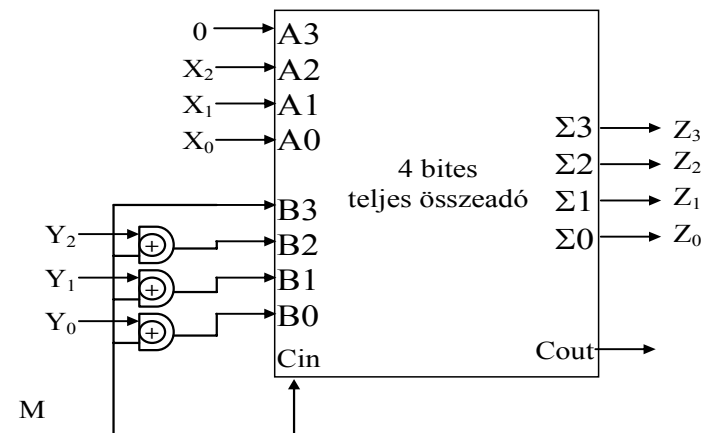 0 A3
X₂ A2
X₁ A1
X₀ A0
4 bites
teljes összeadó
Σ3 Z₃
Σ2 Z₂
Σ1 Z₁
Σ0 Z₀
B3
Y₂ + B2
Y₁ + B1
Y₀ + B0
Cin Cout
M